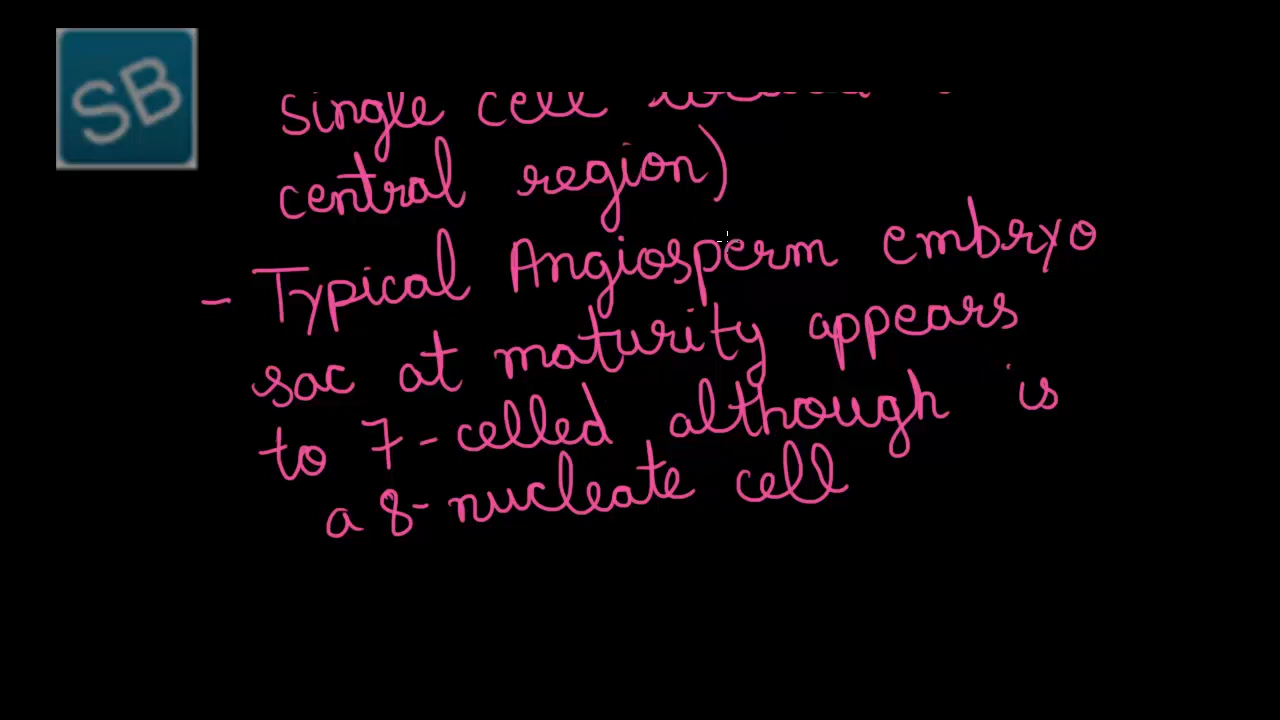 SB
single cell
central region)
- Typical Angiosperm embryo
sac at maturity appears
to 7-celled although is
a 8-nucleate cell